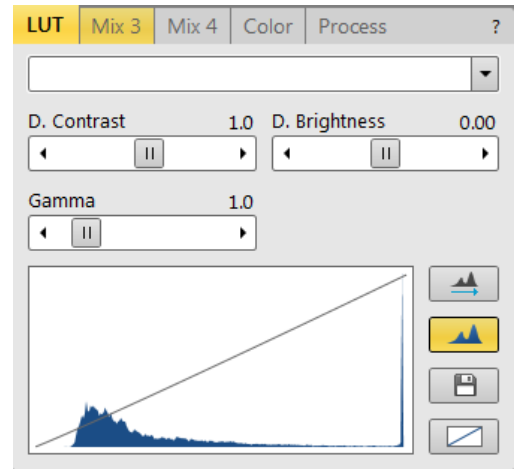 LUT Mix 3 Mix 4 Color Process ?
D. Contrast 1.0 D. Brightness 0.00
Gamma 1.0